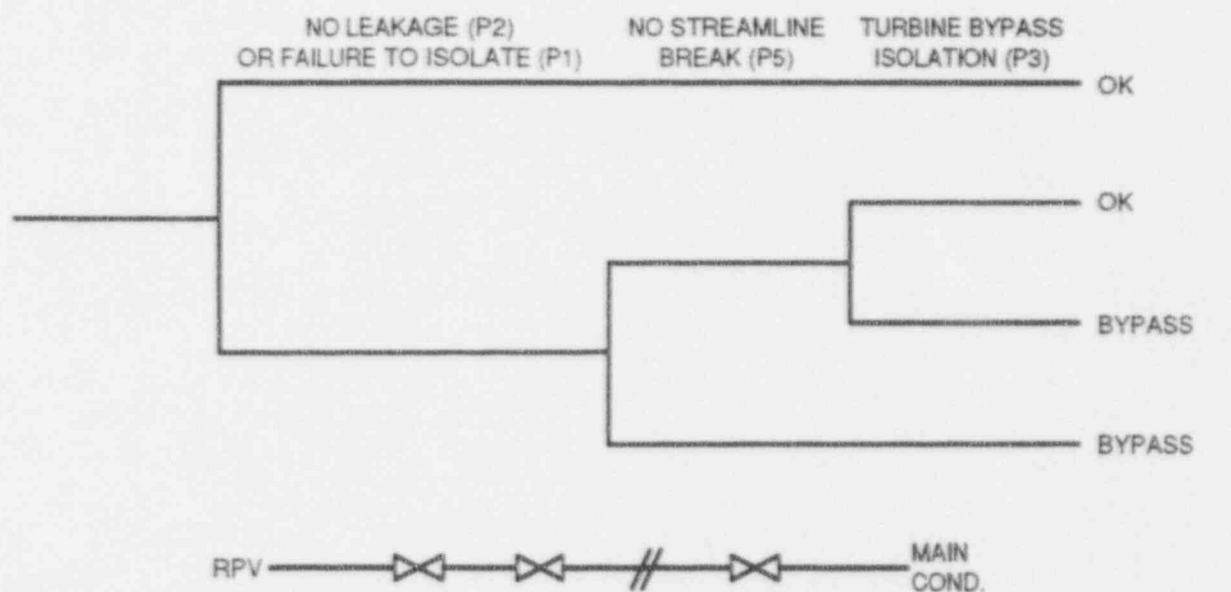 NO LEAKAGE (P2)
OR FAILURE TO ISOLATE (P1)
NO STREAMLINE
BREAK (P5)
TURBINE BYPASS
ISOLATION (P3)
OK
OK
BYPASS
BYPASS
RPV
MAIN
COND.